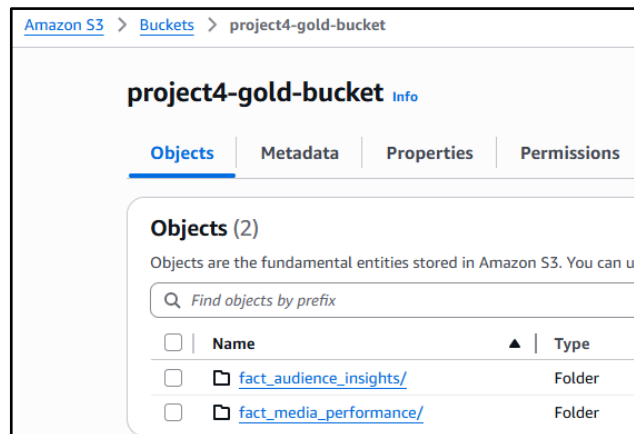 Amazon S3 > Buckets > project4-gold-bucket
project4-gold-bucket Info
Objects Metadata Properties Permissions
Objects (2)
Objects are the fundamental entities stored in Amazon S3. You can u
Find objects by prefix
Name ▲ Type
fact_audience_insights/ Folder
fact_media_performance/ Folder